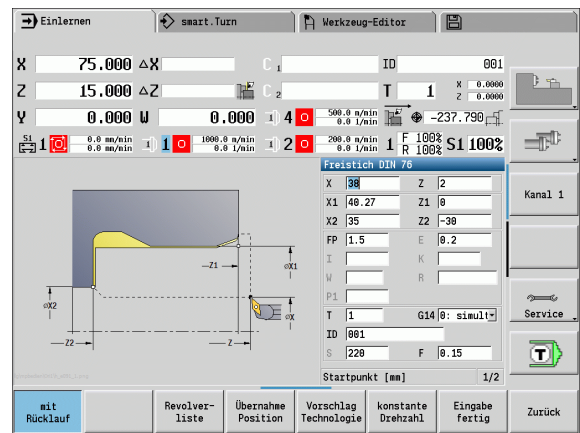 Einlernen smart.Turn Werkzeug-Editor
X 75.000 △X C 1 ID 001
Z 15.000 △Z C 2 T 1 X 0.0000 Z 0.0000
Y 0.000 W 0.000 4 500.0 m/min 0.0 1/min -237.790
S1 1 0.0 mm/min 0.0 mm/min 1 1000.0 m/min 0.0 1/min 2 200.0 m/min 0.0 1/min 1 F 100% R 100% S1 100%
Freistich DIN 76
X 38 Z 2
X1 40.27 Z1 0
X2 35 Z2 -30
FP 1.5 E 0.2
I K
W R
P1
T 1 G14 0: simult
ID 001
S 220 F 0.15
Startpunkt [mm] 1/2
Z1
⌀X1
⌀X2
⌀X
Z2
Z
Kanal 1
Service
T
mit Rücklauf
Revolver-liste
Übernahme Position
Vorschlag Technologie
konstante Drehzahl
Eingabe fertig
Zurück